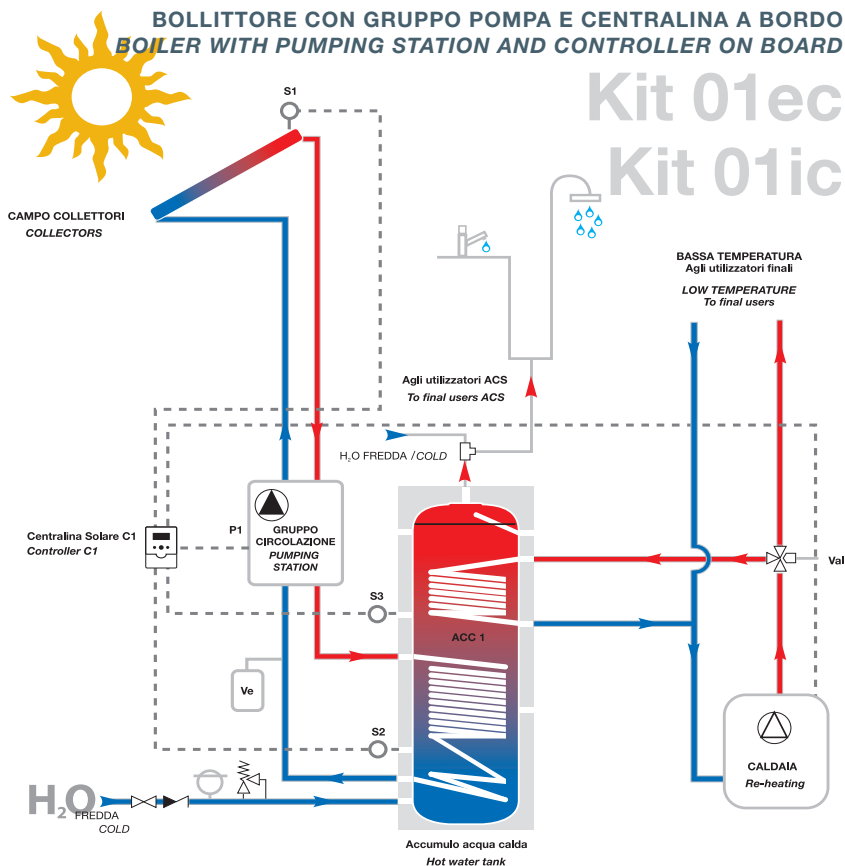 BOLLITTORE CON GRUPPO POMPA E CENTRALINA A BORDO
BOILER WITH PUMPING STATION AND CONTROLLER ON BOARD
Kit 01ec
Kit 01ic
S1
CAMPO COLLETTORI
COLLECTORS
BASSA TEMPERATURA
Agli utilizzatori finali
LOW TEMPERATURE
To final users
Agli utilizzatori ACS
To final users ACS
H₂O FREDDA / COLD
Centralina Solare C1
Controller C1
P1
GRUPPO
CIRCOLAZIONE
PUMPING
STATION
Val
S3
ACC 1
Ve
S2
CALDAIA
Re-heating
H₂O
FREDDA
COLD
Accumulo acqua calda
Hot water tank